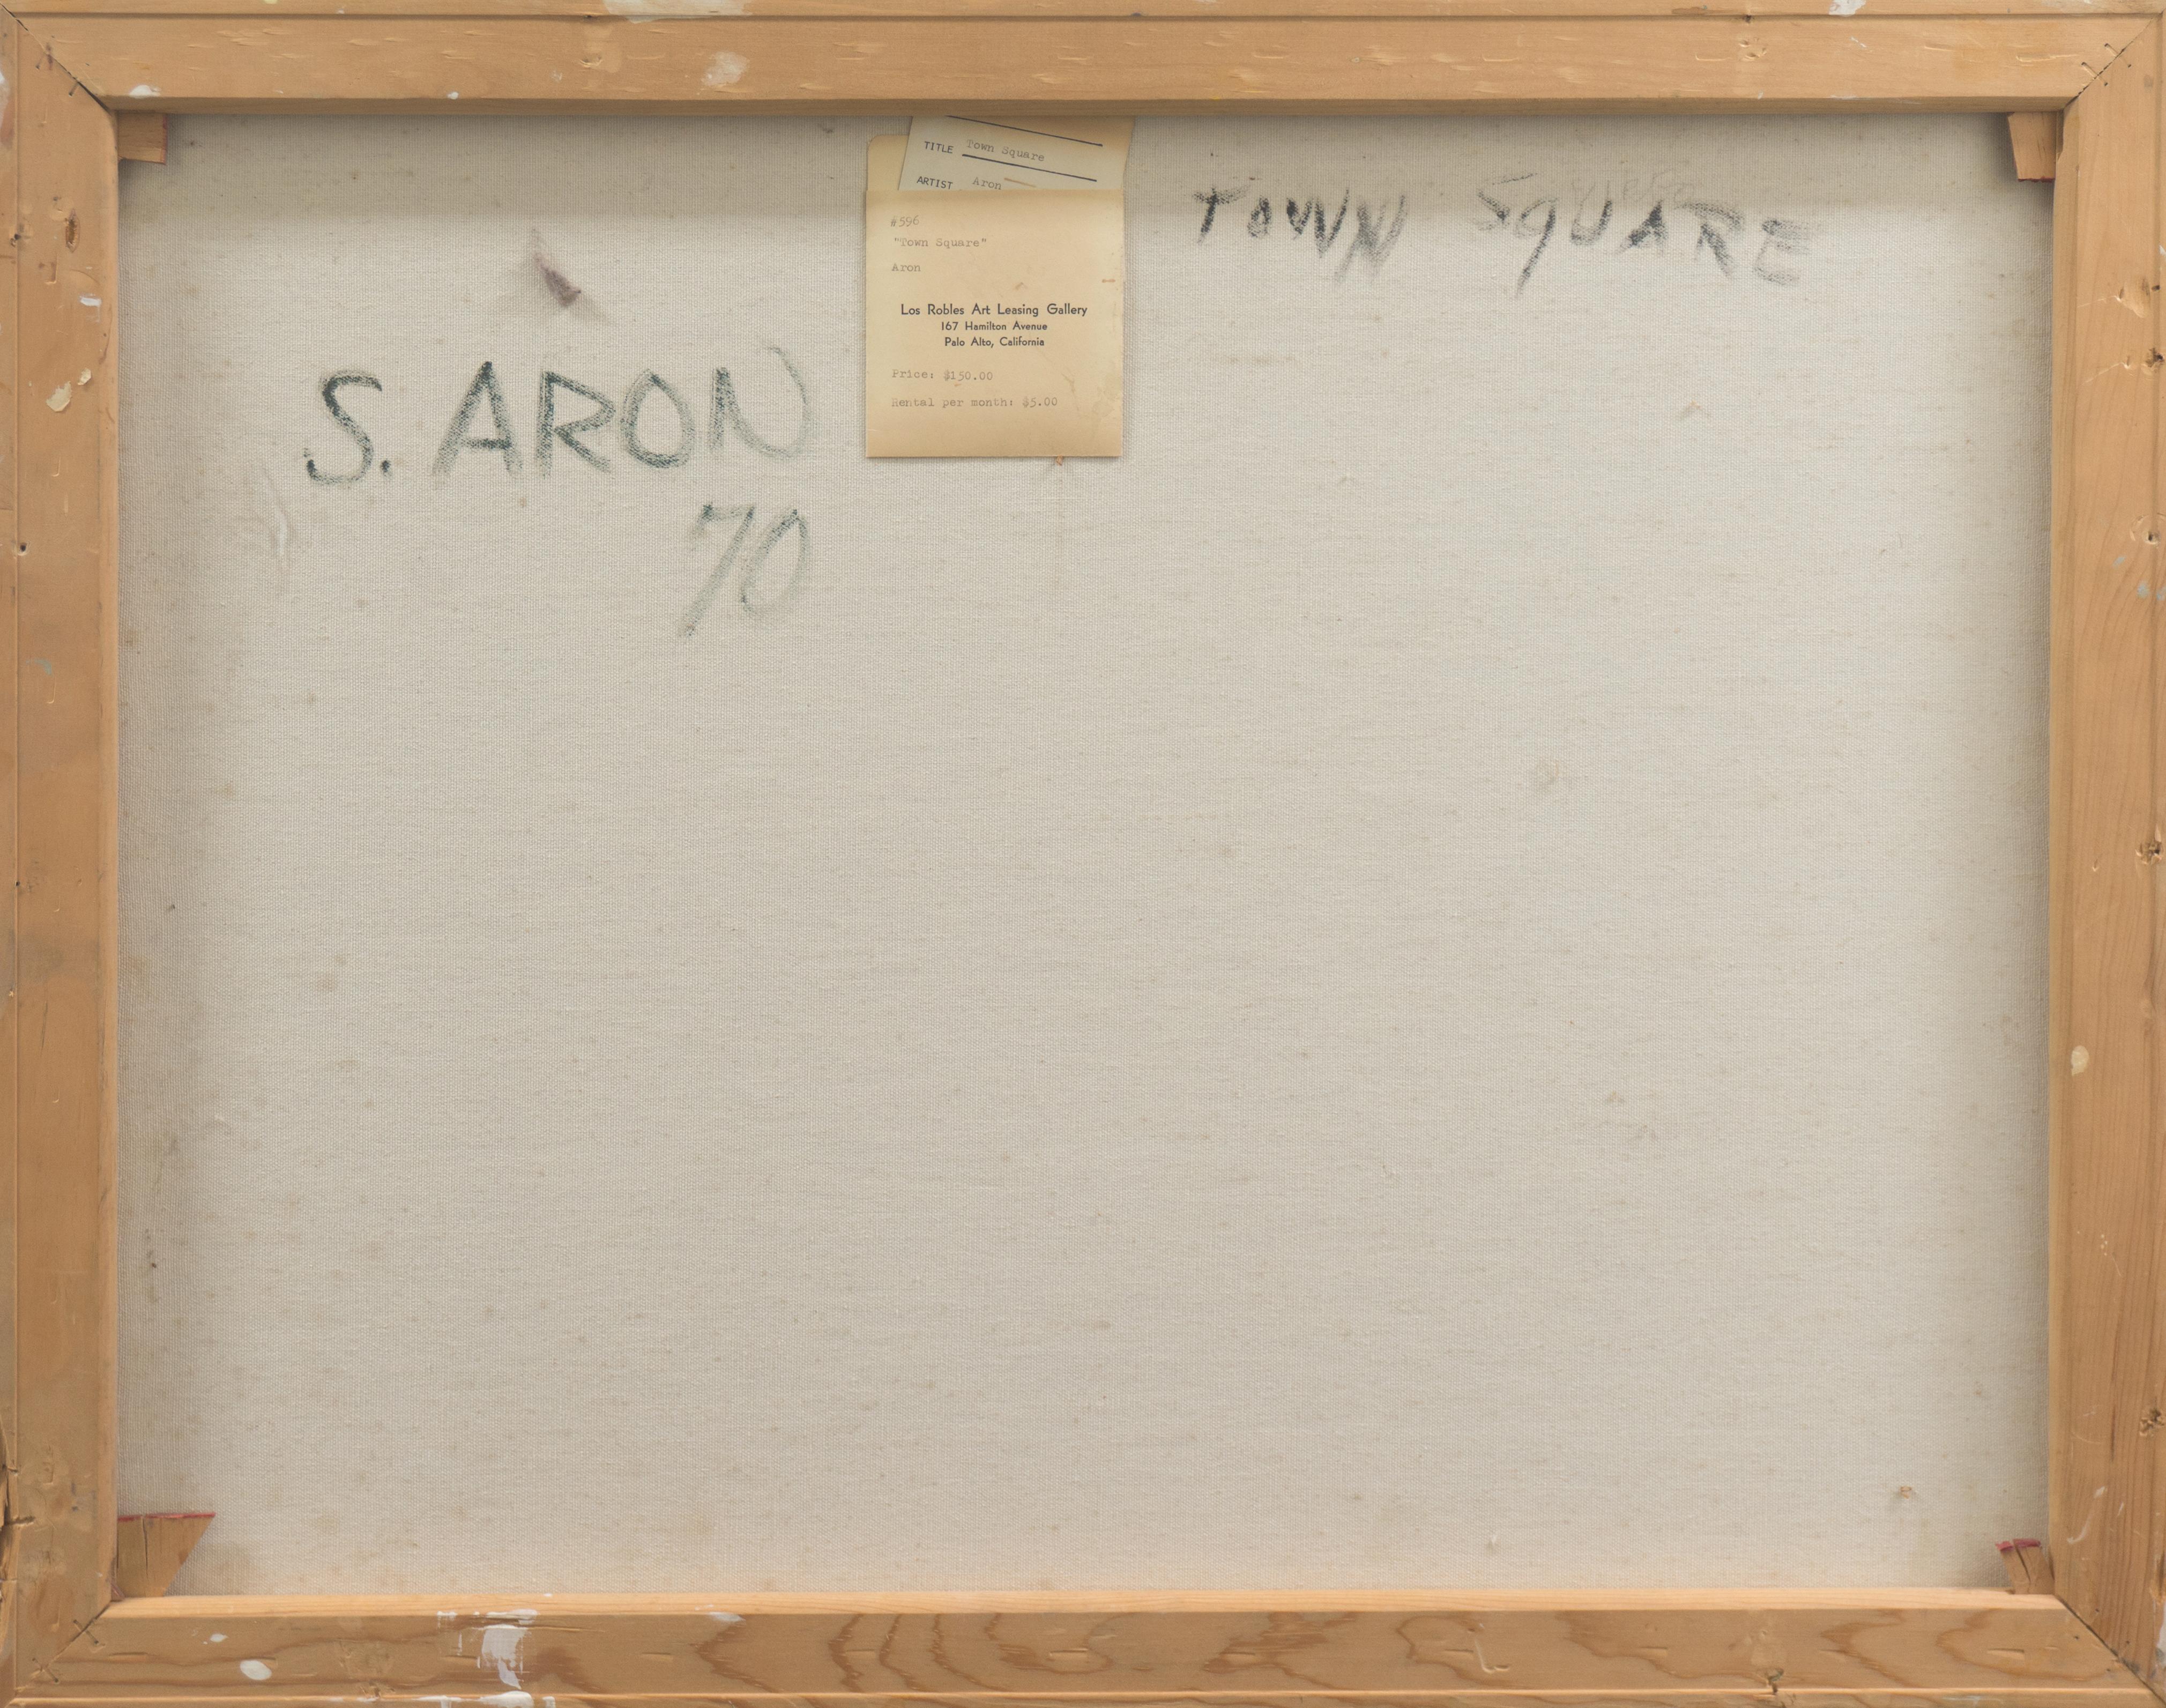 TITLE Town Square
ARTIST Aron
#596
"Town Square"
Aron
Los Robles Art Leasing Gallery
167 Hamilton Avenue
Palo Alto, California
Price: $150.00
Rental per month: $5.00
TOWN SQUARE
S. ARON
70